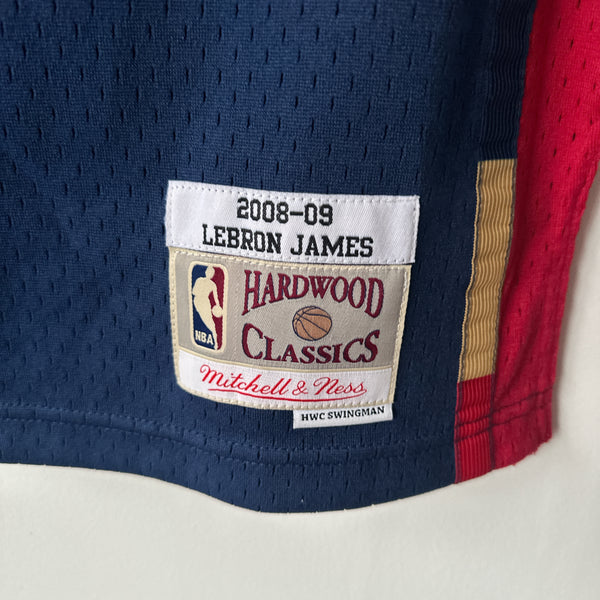 2008-09
LEBRON JAMES
HARDWOOD
NBA
CLASSICS
Mitchell & Ness
HWC SWINGMAN